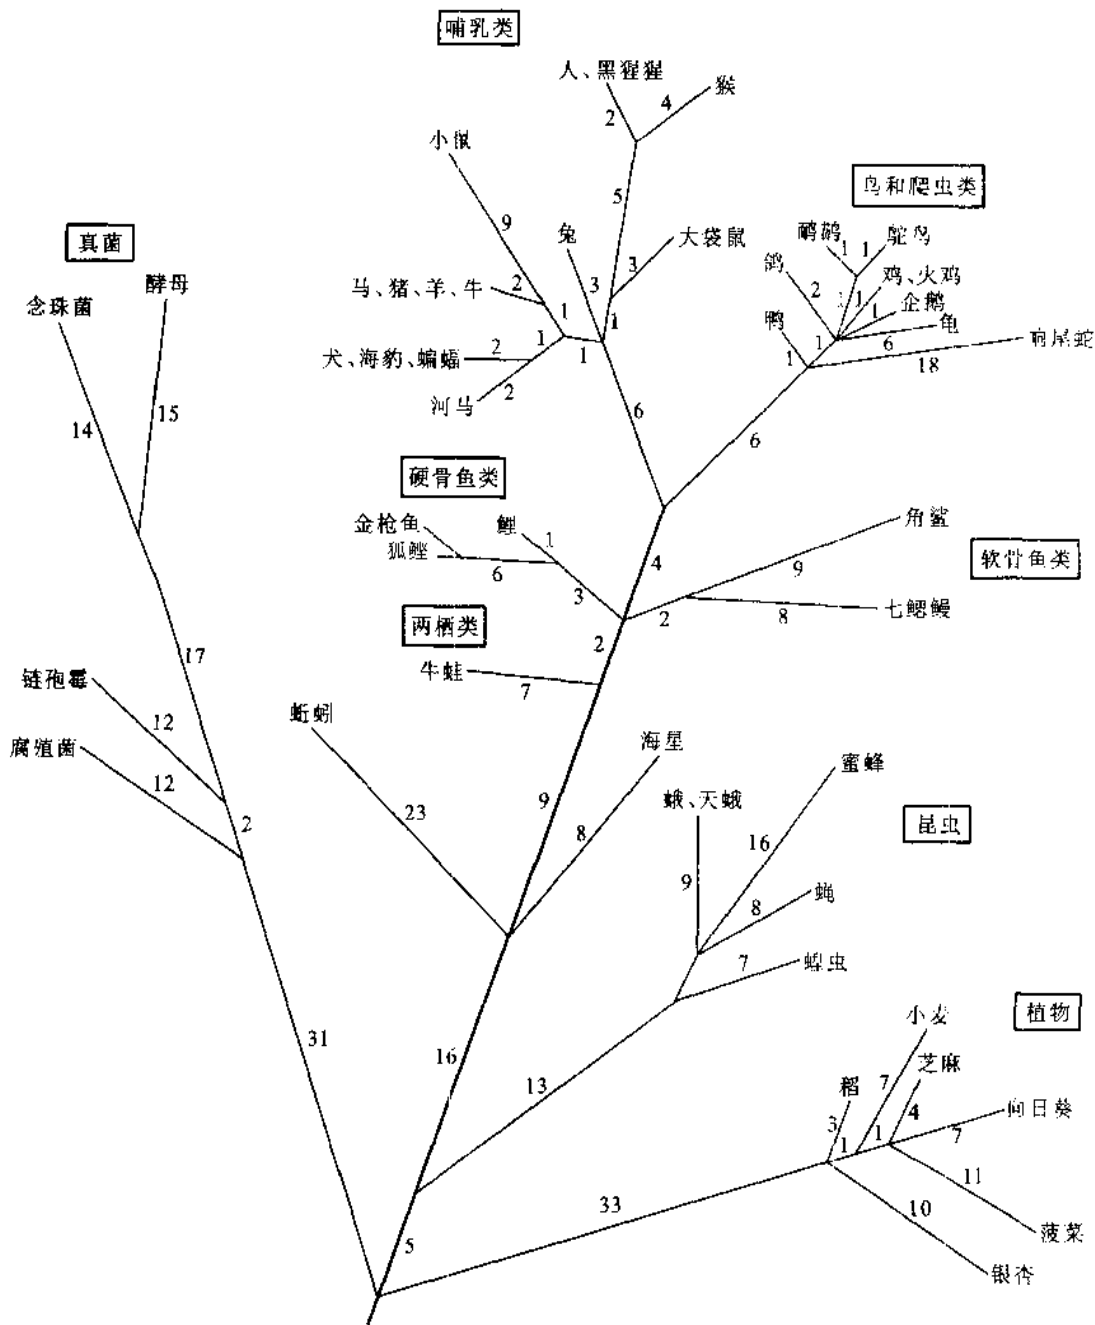 哺乳类
人、黑猩猩
猴
4
2
小鼠
鸟和爬虫类
5
真菌
9
兔
大袋鼠
鸸鹋
鸵鸟
1
1
酵母
鸽
鸡、火鸡
马、猪、羊、牛
2
3
3
2
1
1
企鹅
念珠菌
1
1
鸭
1
龟
响尾蛇
犬、海豹、蝙蝠
2
1
1
1
1
6
18
河马
2
14
15
6
6
硬骨鱼类
金枪鱼
鲤
1
角鲨
狐鲣
6
4
9
软骨鱼类
3
2
8
七鳃鳗
两栖类
2
牛蛙
7
17
链孢霉
12
蚯蚓
海星
腐殖菌
12
蜜蜂
23
9
8
蛾、天蛾
昆虫
2
16
9
8
蝇
7
31
16
13
植物
小麦
芝麻
稻
7
4
向日葵
3
1
1
7
33
11
10
菠菜
5
银杏